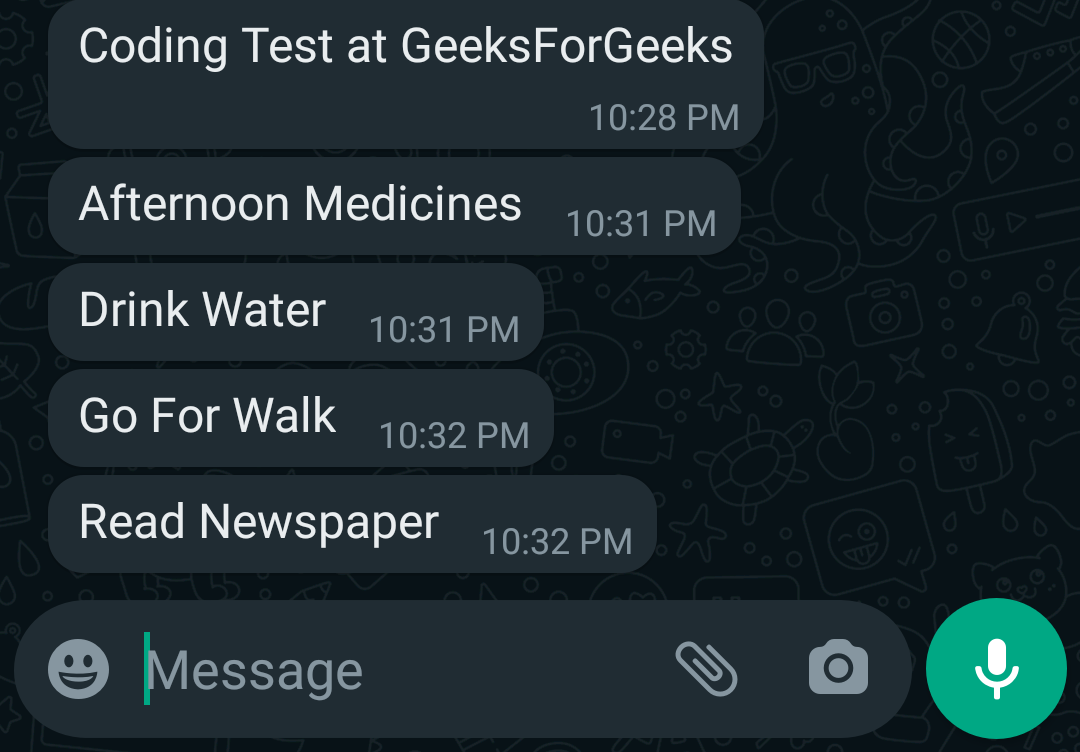 Coding Test at GeeksForGeeks
10:28 PM
Afternoon Medicines 10:31 PM
Drink Water 10:31 PM
Go For Walk 10:32 PM
Read Newspaper 10:32 PM
Message